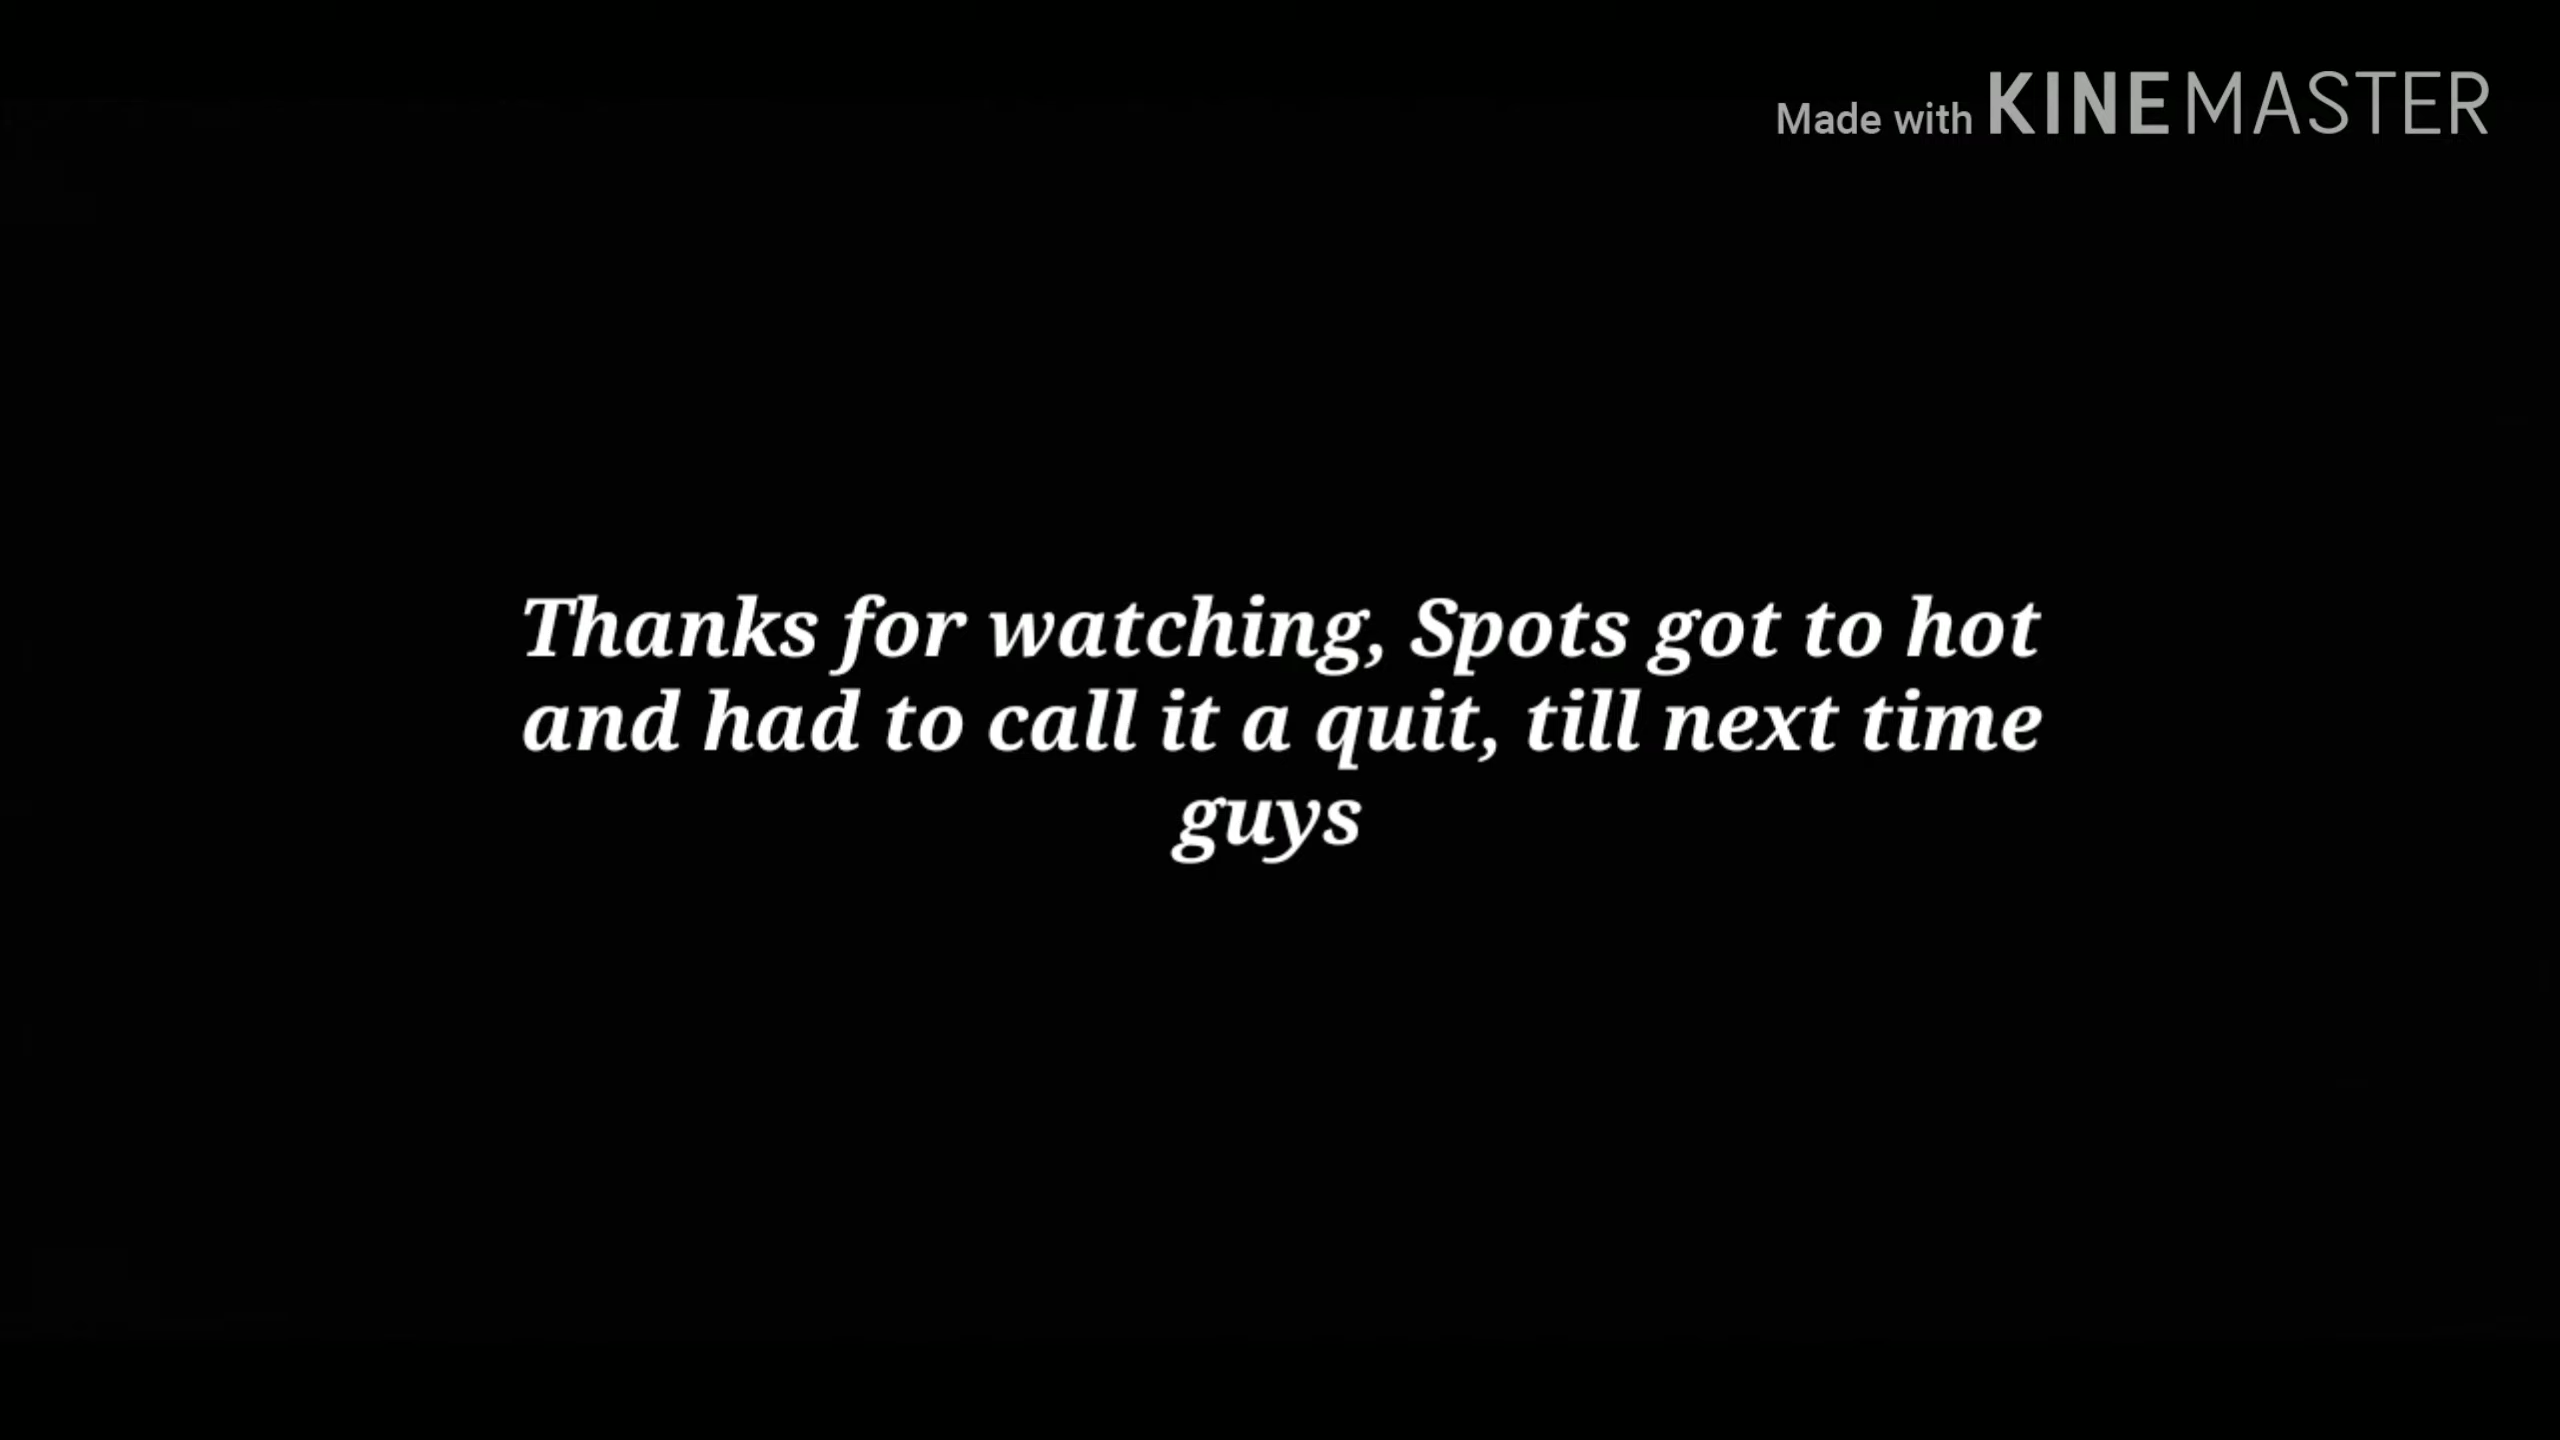 Made with KINEMASTER
Thanks for watching, Spots got to hot
and had to call it a quit, till next time
guys